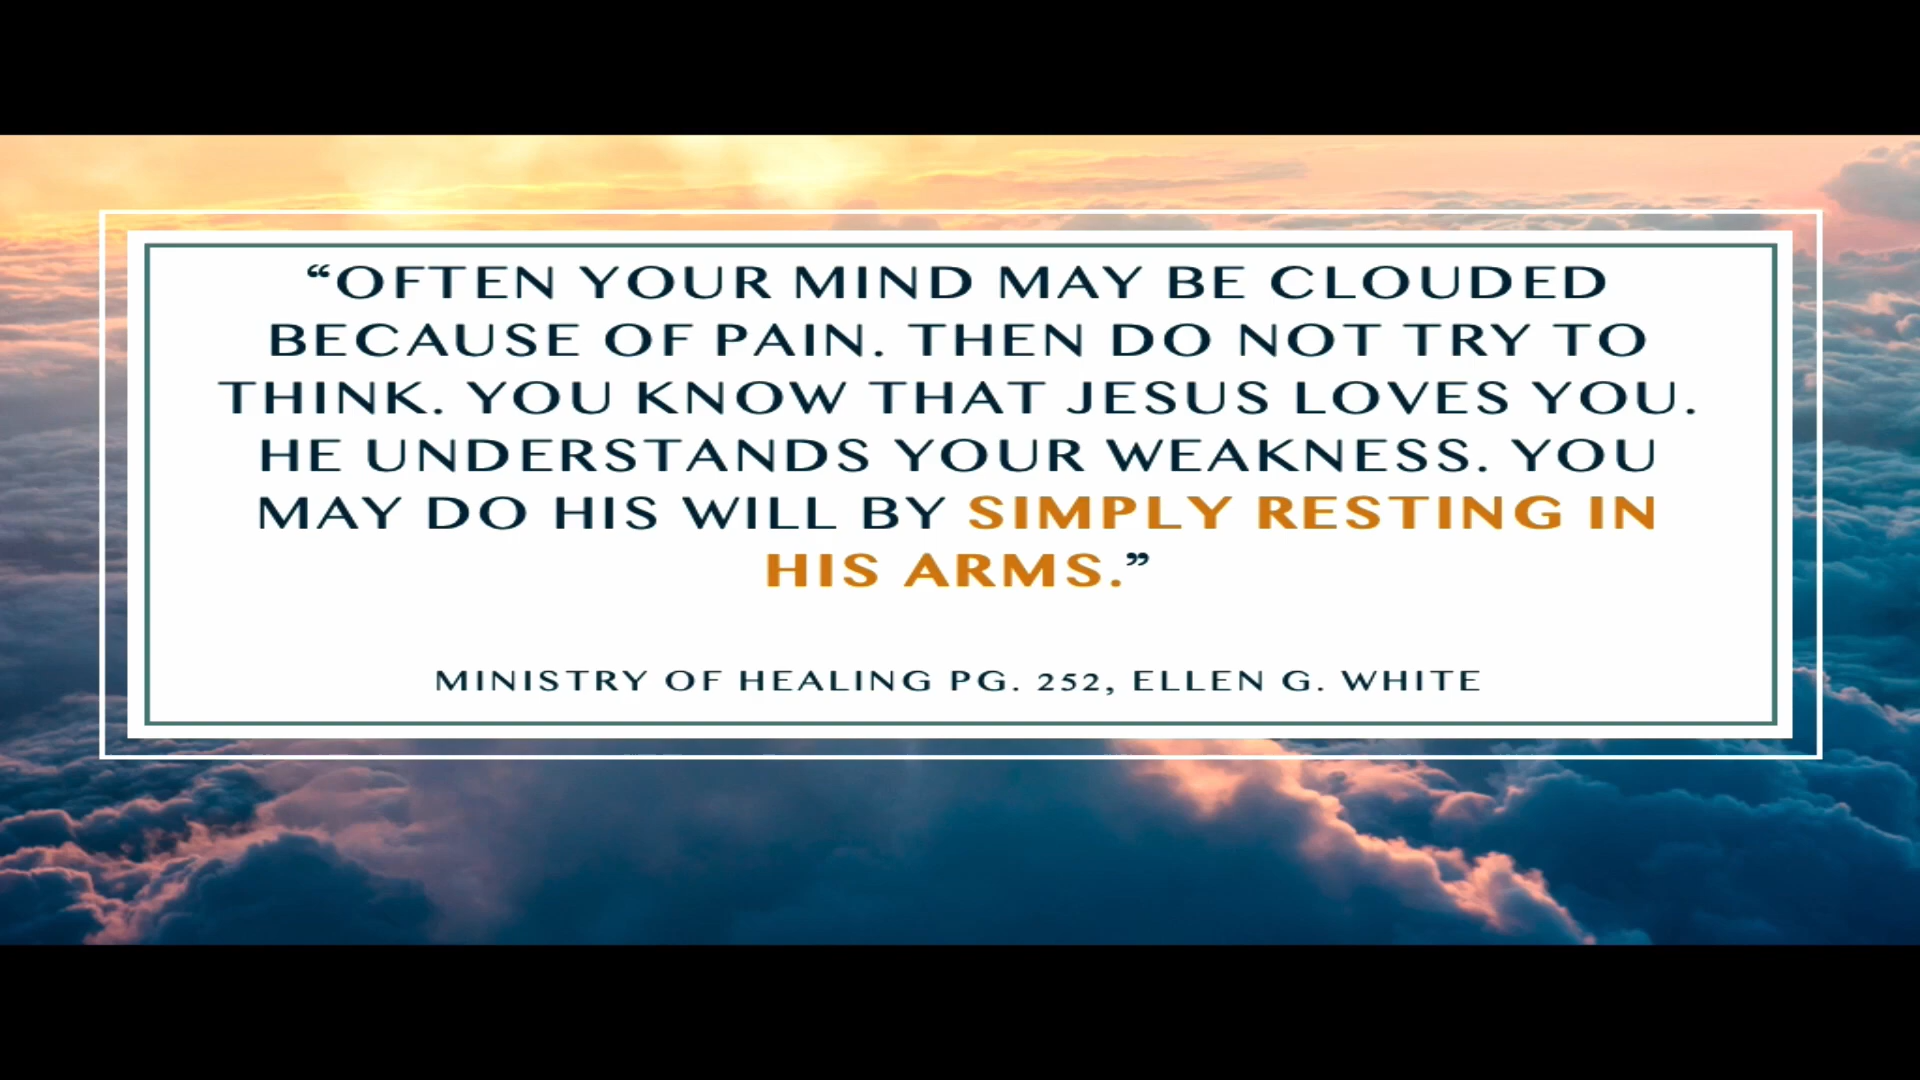 “OFTEN YOUR MIND MAY BE CLOUDED
BECAUSE OF PAIN. THEN DO NOT TRY TO
THINK. YOU KNOW THAT JESUS LOVES YOU.
HE UNDERSTANDS YOUR WEAKNESS. YOU
MAY DO HIS WILL BY SIMPLY RESTING IN
HIS ARMS.”
MINISTRY OF HEALING PG. 252, ELLEN G. WHITE